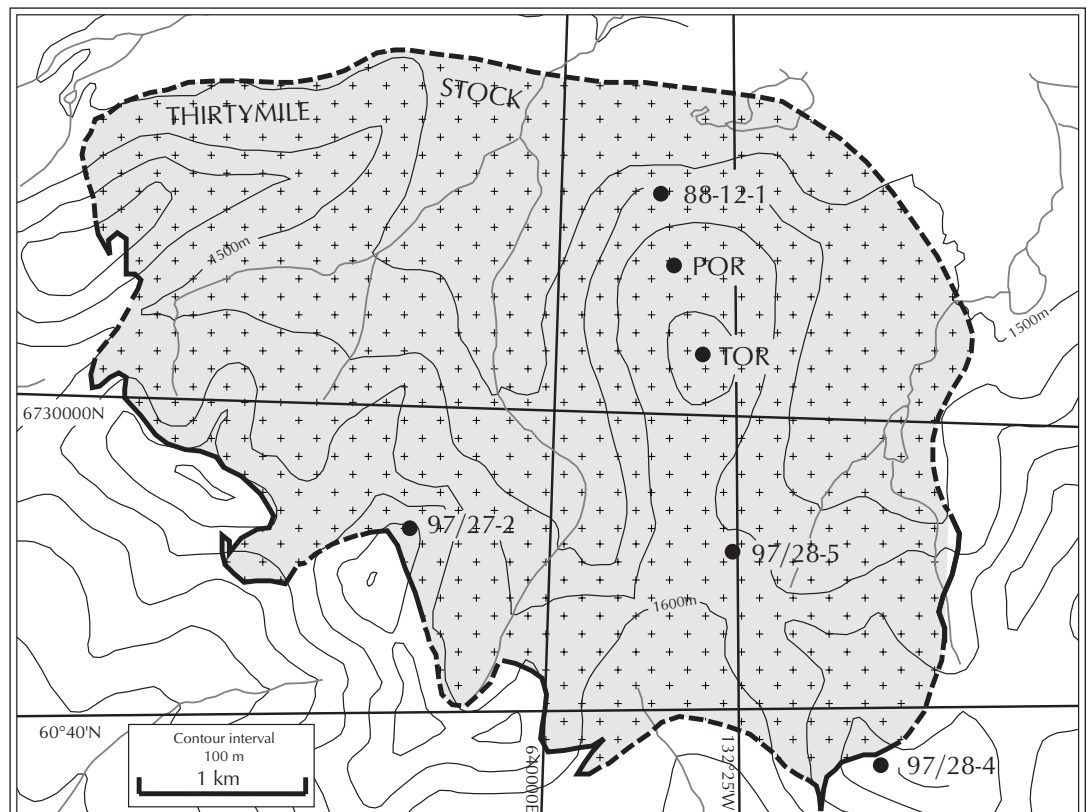 THIRTYMILE STOCK
88-12-1
1500m
POR
1500m
TOR
6730000N
97/27-2
97/28-5
1600m
60°40'N
Contour interval
100 m
1 km
640000E
132°25'W
97/28-4